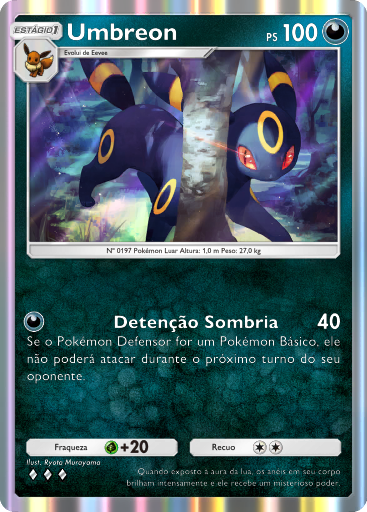 ESTÁGIO 1
Umbreon
PS 100
Evolui de Eevee
Nº 0197 Pokémon Luar Altura: 1,0 m Peso: 27,0 kg
Detenção Sombria 40
Se o Pokémon Defensor for um Pokémon Básico, ele
não poderá atacar durante o próximo turno do seu
oponente.
Fraqueza +20
Recuo
Ilust. Ryota Murayama
Quando exposto à aura da lua, os anéis em seu corpo
brilham intensamente e ele recebe um misterioso poder.